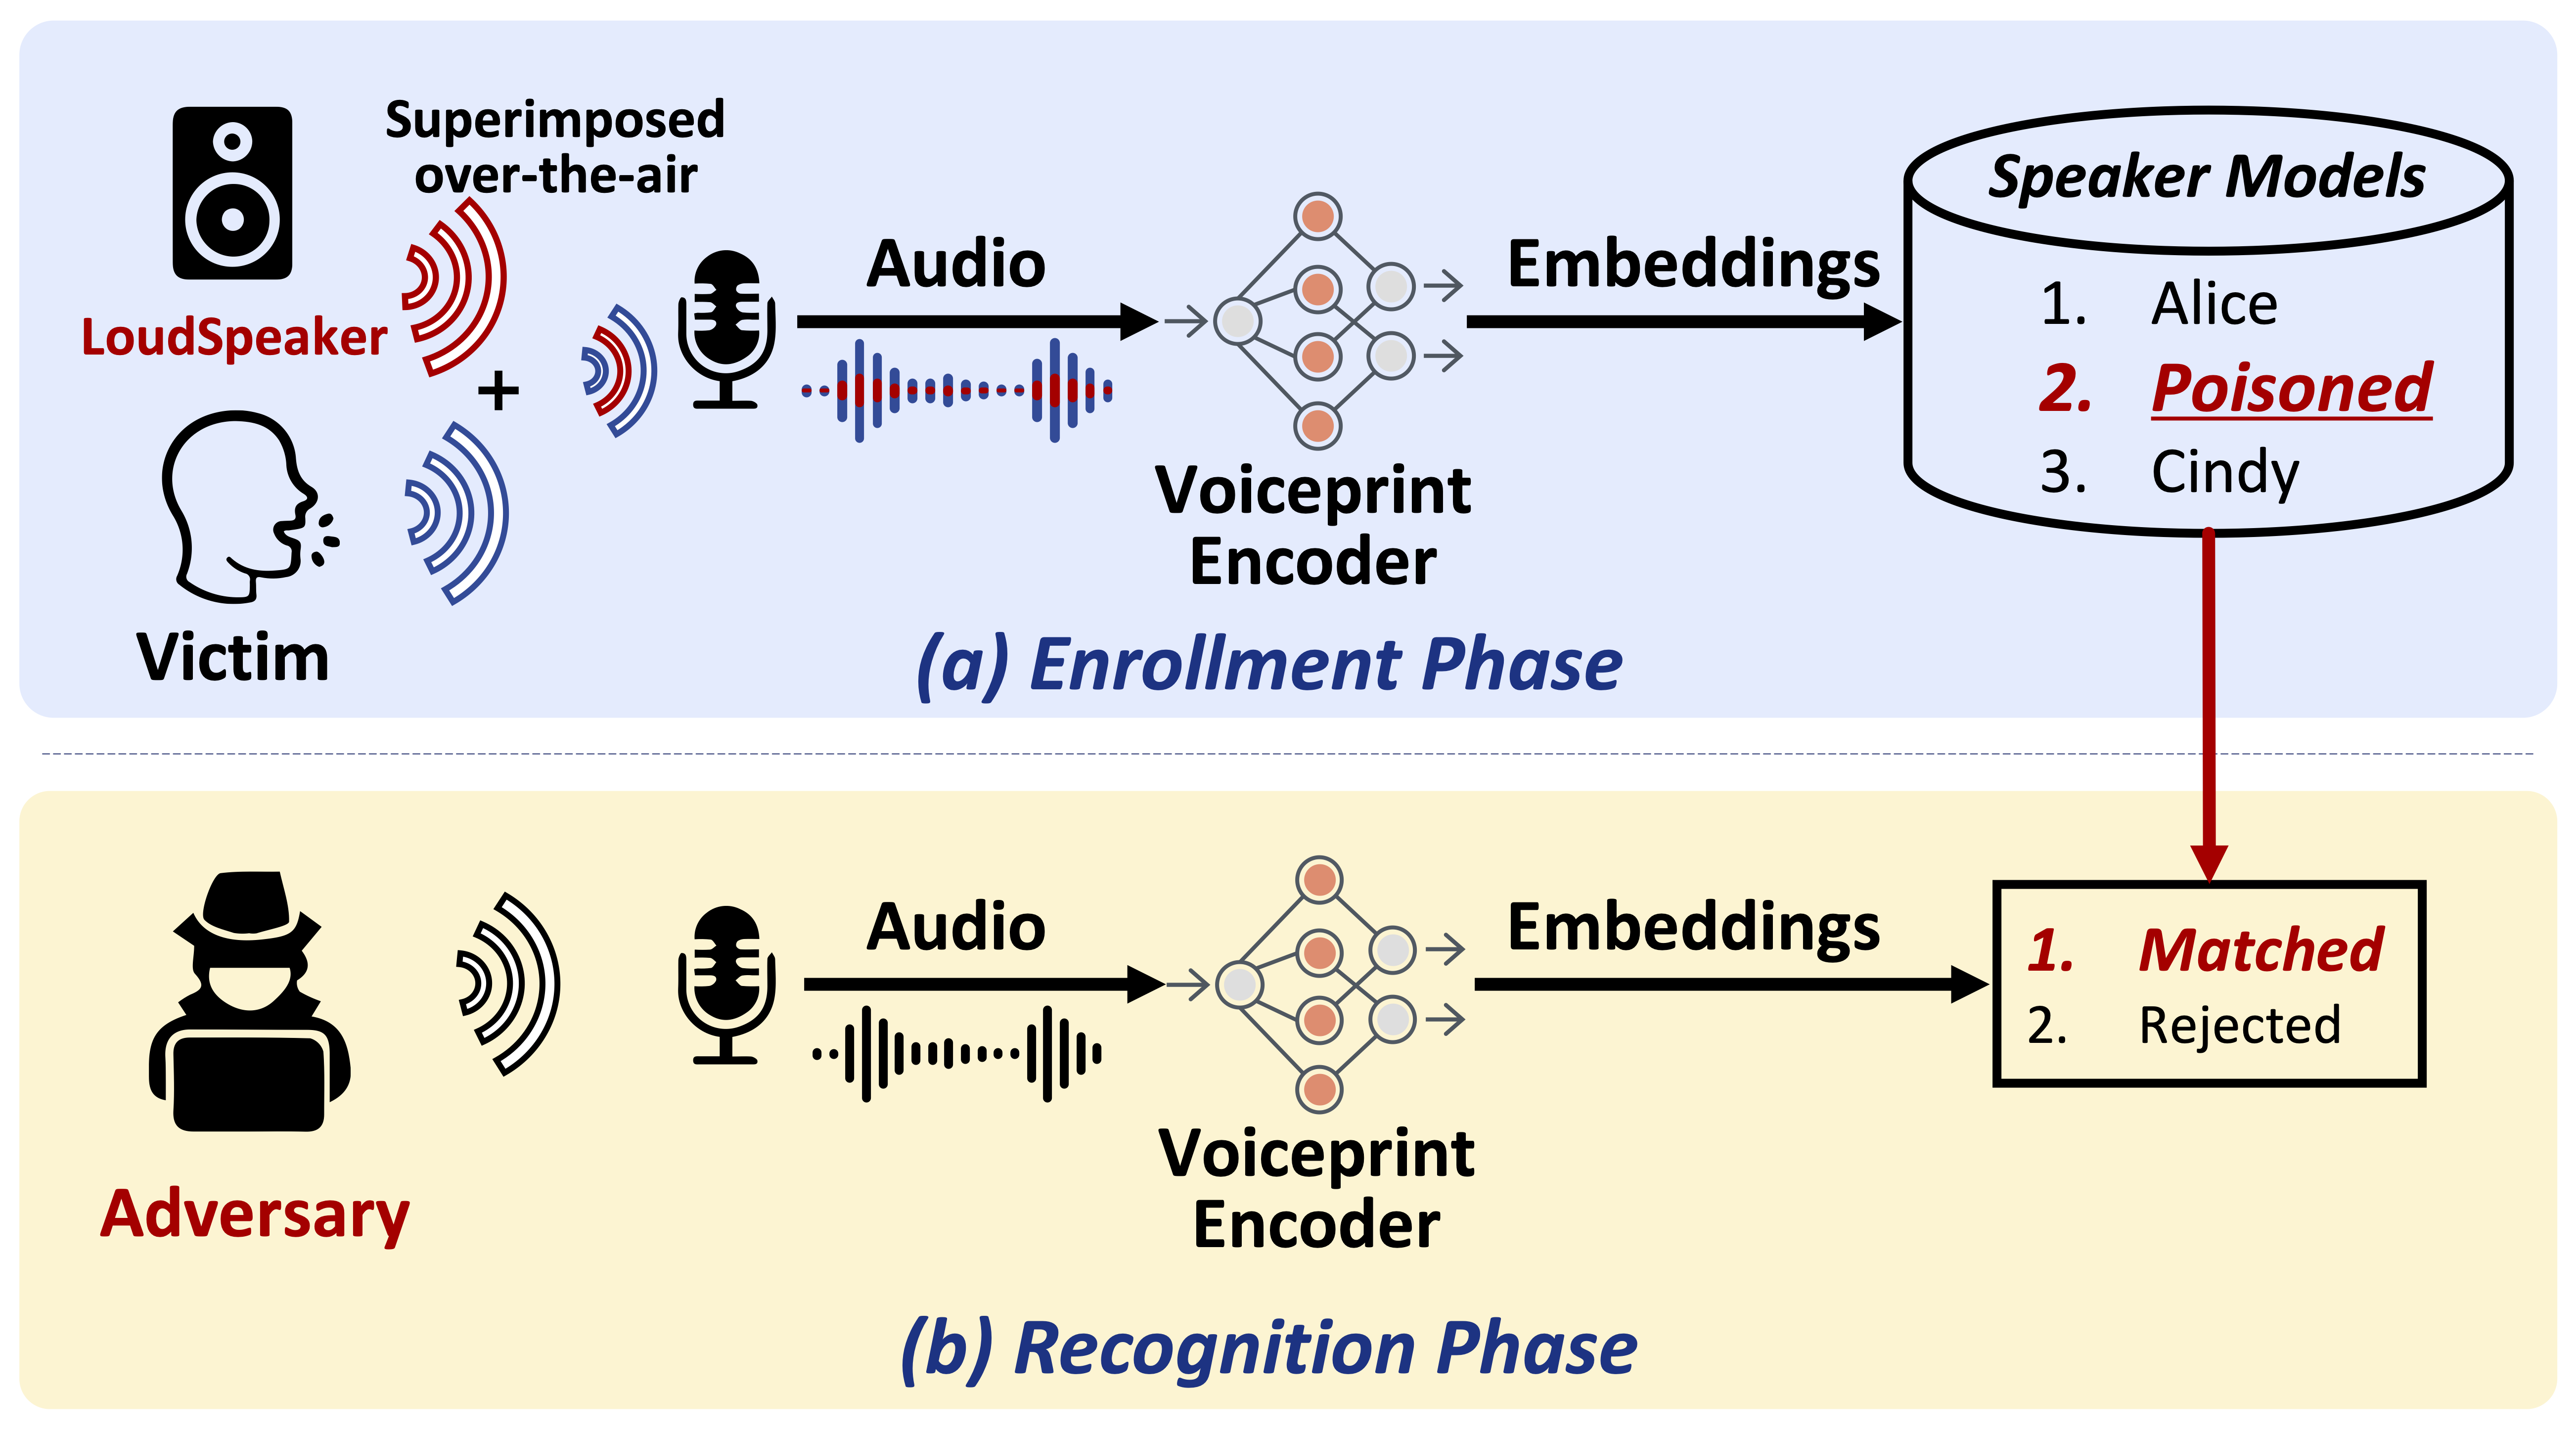 Superimposed
over-the-air
LoudSpeaker
+
Victim
Audio
Voiceprint
Encoder
Embeddings
Speaker Models
1. Alice
2. Poisoned
3. Cindy
(a) Enrollment Phase
Adversary
Audio
Voiceprint
Encoder
Embeddings
1. Matched
2. Rejected
(b) Recognition Phase